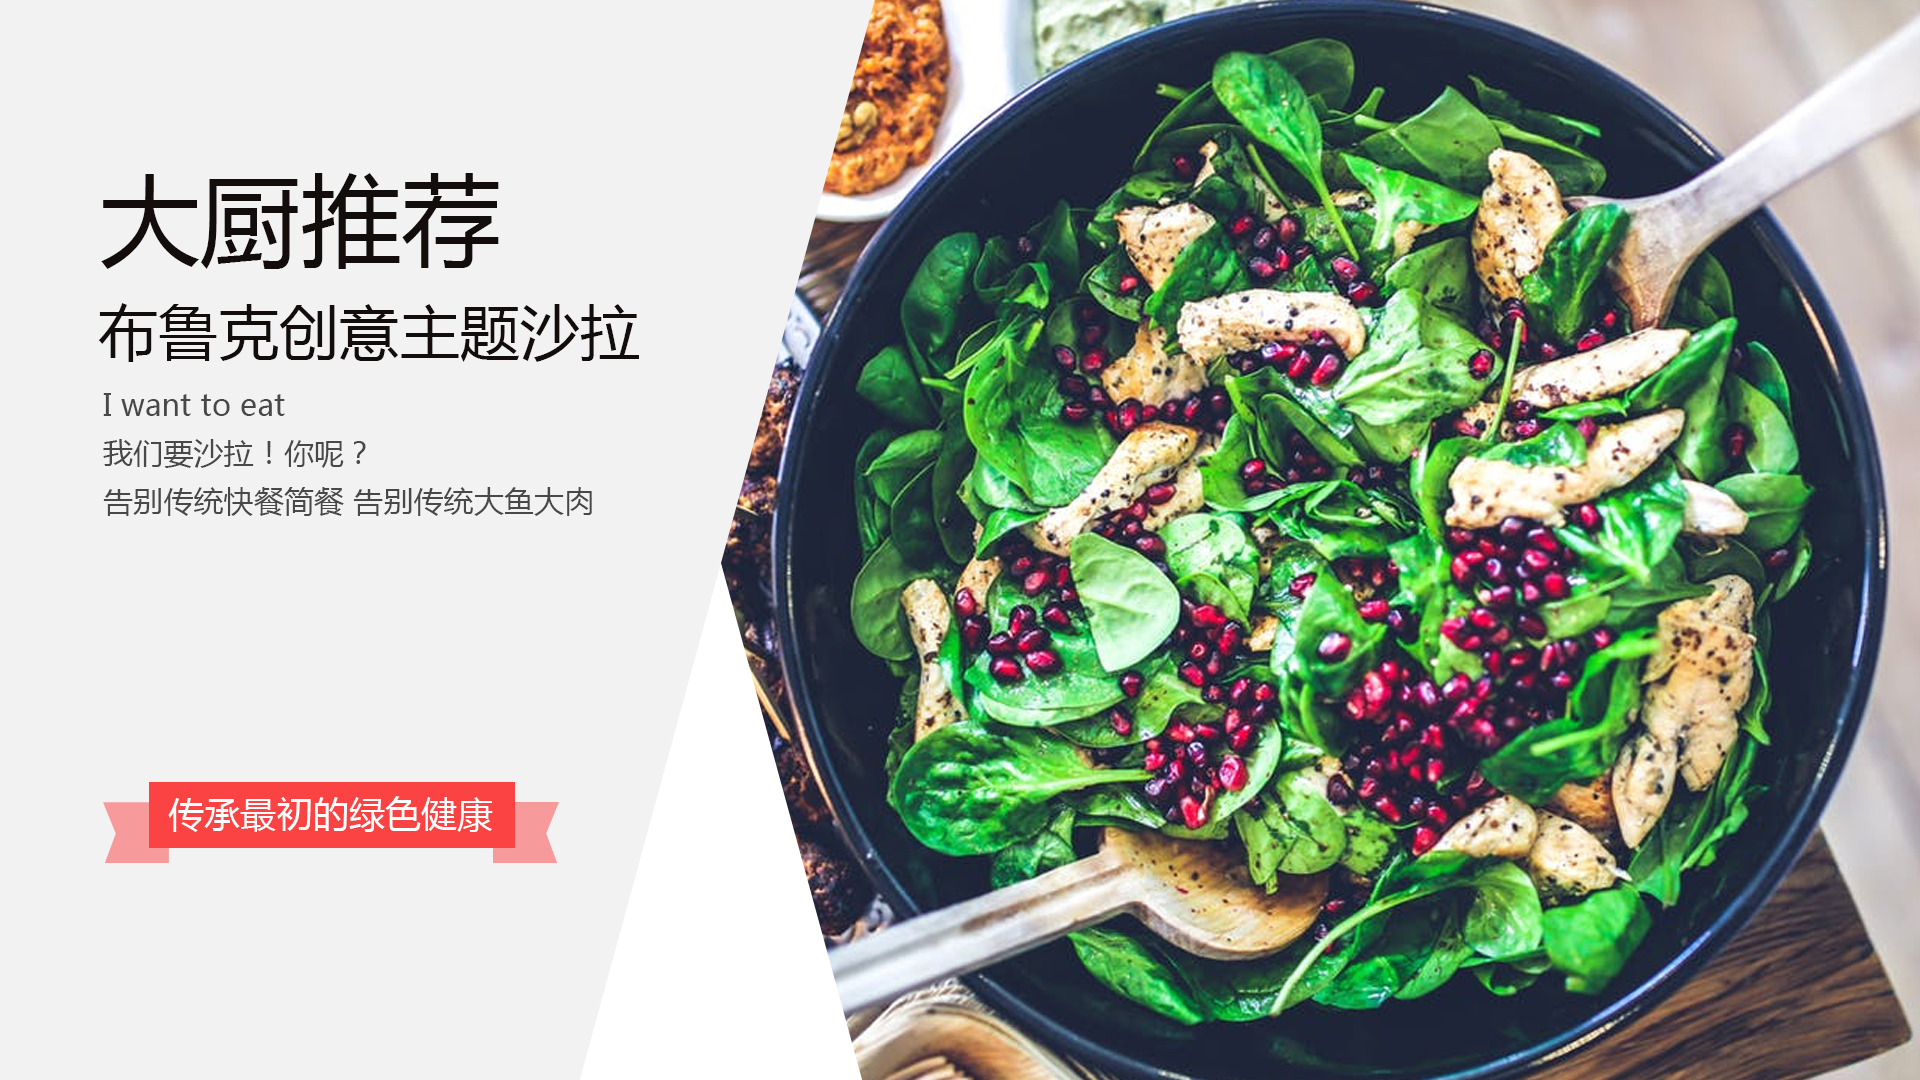 大厨推荐
布鲁克创意主题沙拉
I want to eat
我们要沙拉！你呢？
告别传统快餐简餐 告别传统大鱼大肉
传承最初的绿色健康